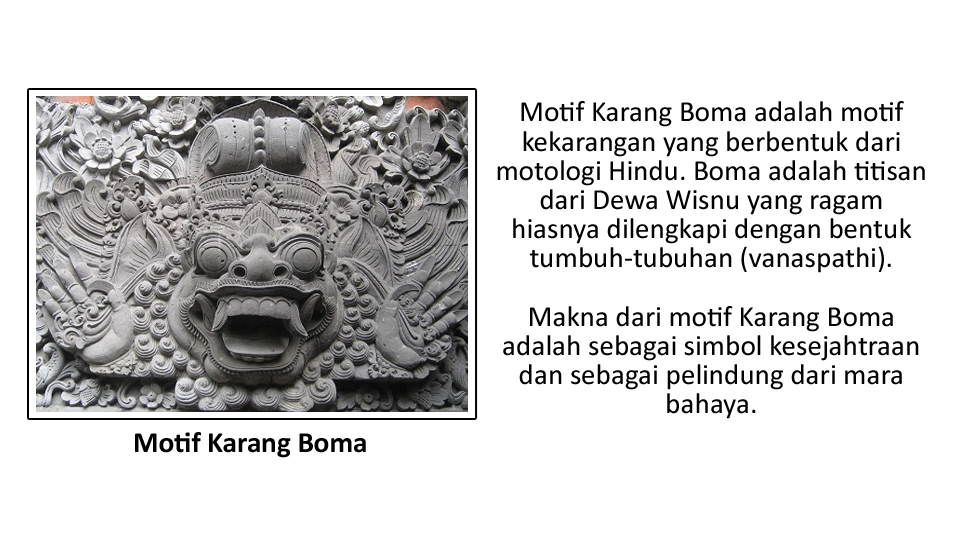 Motif Karang Boma adalah motif
kekarangan yang berbentuk dari
motologi Hindu. Boma adalah titisan
dari Dewa Wisnu yang ragam
hiasnya dilengkapi dengan bentuk
tumbuh-tubuhan (vanaspathi).
Makna dari motif Karang Boma
adalah sebagai simbol kesejahtraan
dan sebagai pelindung dari mara
bahaya.
Motif Karang Boma